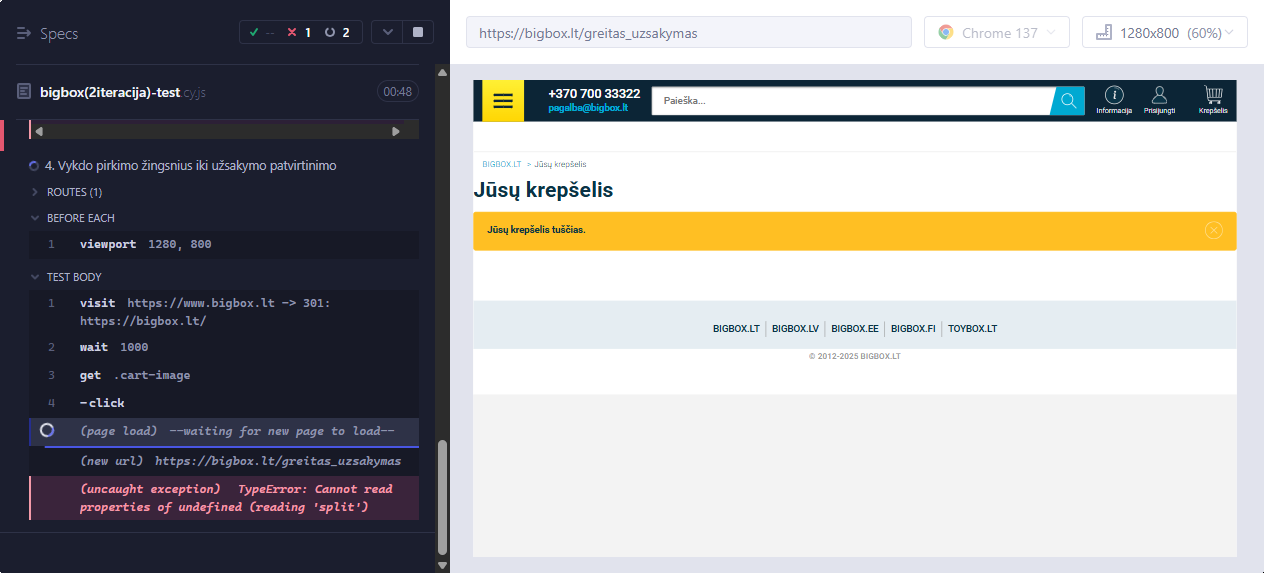 Specs
-- 1 2
https://bigbox.lt/greitas_uzsakymas
Chrome 137
1280x800 (60%)
bigbox(2iteracija)-test.cy.js
00:48
4. Vykdo pirkimo žingsnius iki užsakymo patvirtinimo
ROUTES (1)
BEFORE EACH
1 viewport 1280, 800
TEST BODY
1 visit https://www.bigbox.lt -> 301:
https://bigbox.lt/
2 wait 1000
3 get .cart-image
4 -click
(page load) --waiting for new page to load--
(new url) https://bigbox.lt/greitas_uzsakymas
(uncaught exception) TypeError: Cannot read
properties of undefined (reading 'split')
+370 700 33322
pagalba@bigbox.lt
Paieška...
Informacija
Prisijungti
Krepšelis
BIGBOX.LT > Jūsų krepšelis
Jūsų krepšelis
Jūsų krepšelis tuščias.
BIGBOX.LT BIGBOX.LV BIGBOX.EE BIGBOX.FI TOYBOX.LT
© 2012-2025 BIGBOX.LT